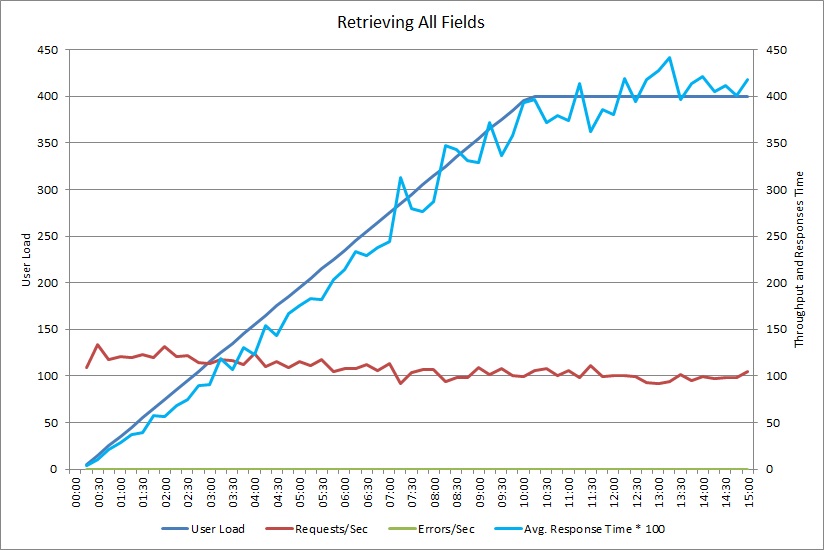 Retrieving All Fields
450 450
400 400
350 350
300 300
250 250
200 200
150 150
100 100
50 50
0 0
User Load
Throughput and Responses Time
00:00 00:30 01:00 01:30 02:00 02:30 03:00 03:30 04:00 04:30 05:00 05:30 06:00 06:30 07:00 07:30 08:00 08:30 09:00 09:30 10:00 10:30 11:00 11:30 12:00 12:30 13:00 13:30 14:00 14:30 15:00
User Load Requests/Sec Errors/Sec Avg. Response Time * 100